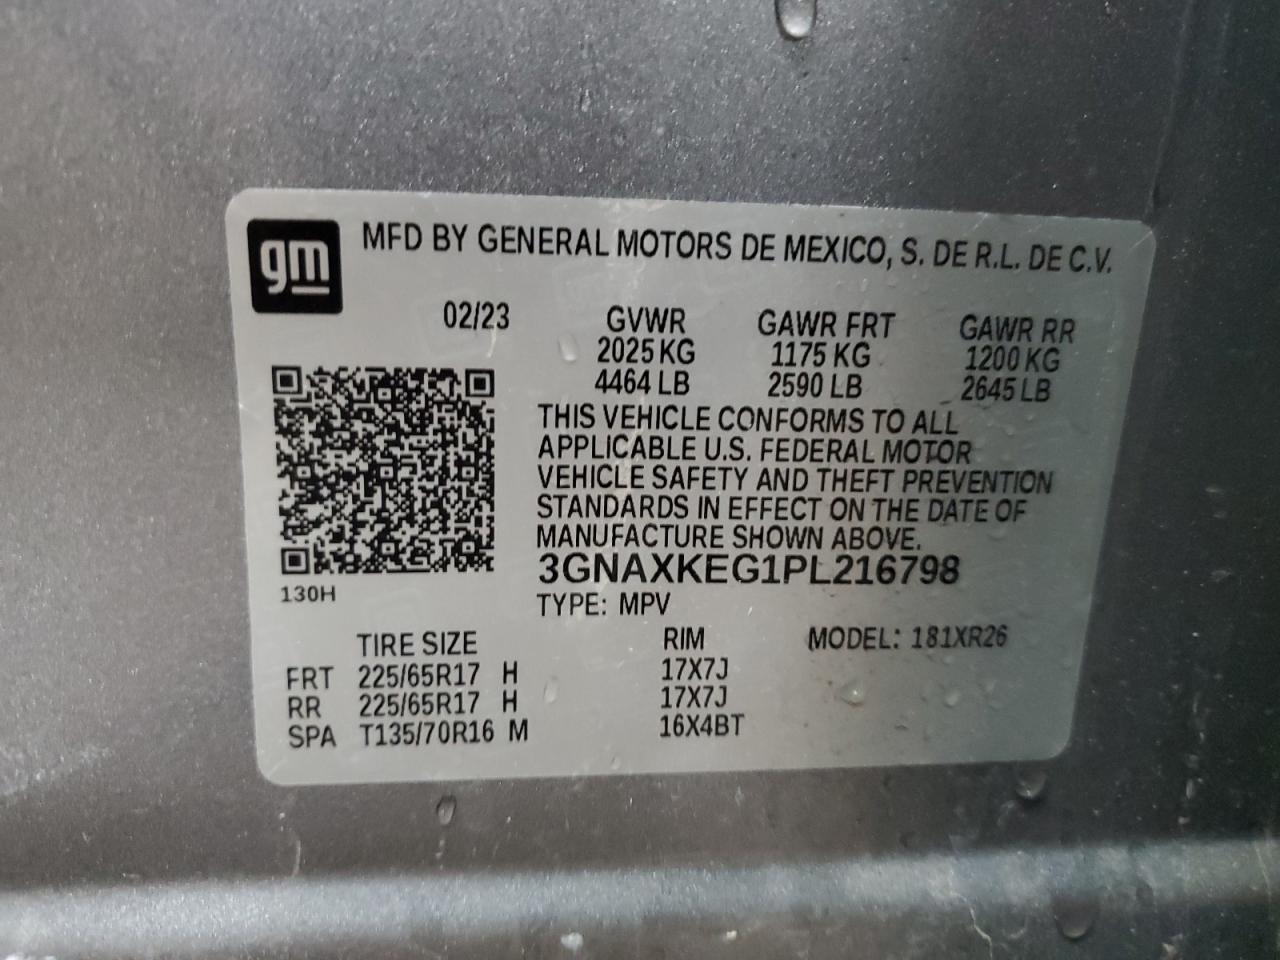 gm
MFD BY GENERAL MOTORS DE MEXICO, S. DE R.L. DE C.V.
02/23 GVWR GAWR FRT GAWR RR
2025 KG 1175 KG 1200 KG
4464 LB 2590 LB 2645 LB
THIS VEHICLE CONFORMS TO ALL
APPLICABLE U.S. FEDERAL MOTOR
VEHICLE SAFETY AND THEFT PREVENTION
STANDARDS IN EFFECT ON THE DATE OF
MANUFACTURE SHOWN ABOVE.
3GNAXKEG1PL216798
130H
TYPE: MPV
TIRE SIZE RIM MODEL: 181XR26
FRT 225/65R17 H 17X7J
RR 225/65R17 H 17X7J
SPA T135/70R16 M 16X4BT